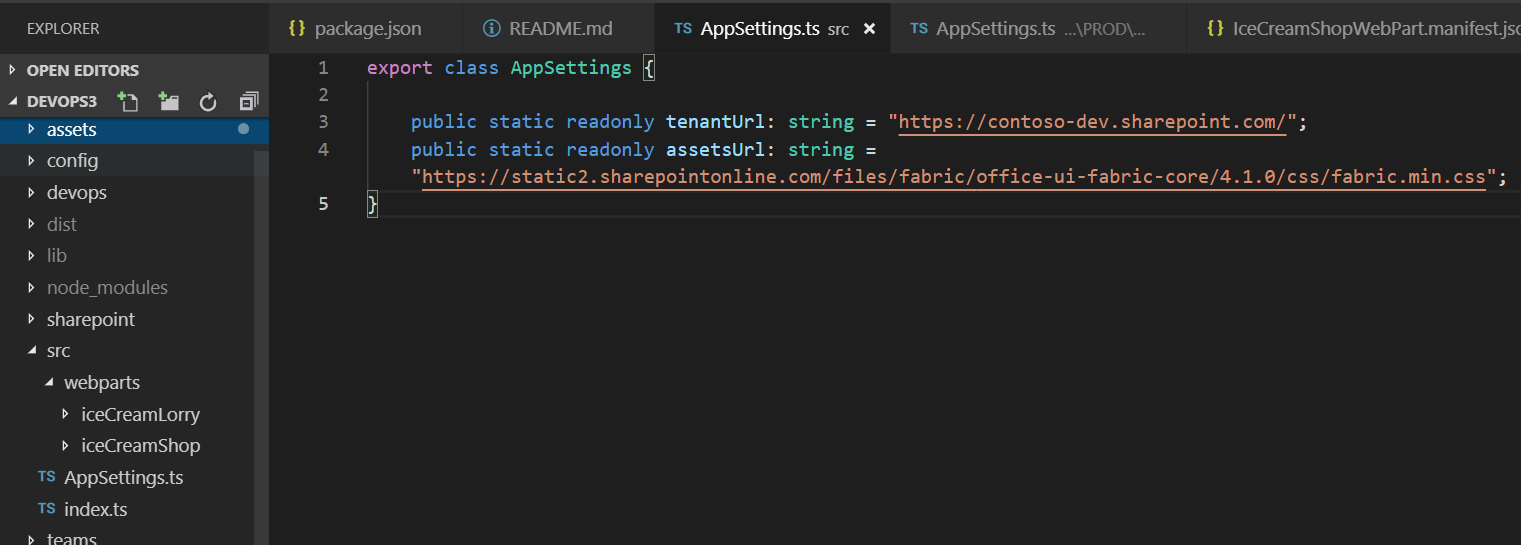 EXPLORER
{} package.json
README.md
TS AppSettings.ts src ×
TS AppSettings.ts ...\PROD\...
{} IceCreamShopWebPart.manifest.jso
OPEN EDITORS
DEVOPS3
assets
config
devops
dist
lib
node_modules
sharepoint
src
webparts
iceCreamLorry
iceCreamShop
TS AppSettings.ts
TS index.ts
teams
1 export class AppSettings {
2
3 public static readonly tenantUrl: string = "https://contoso-dev.sharepoint.com/";
4 public static readonly assetsUrl: string =
"https://static2.sharepointonline.com/files/fabric/office-ui-fabric-core/4.1.0/css/fabric.min.css";
5 }